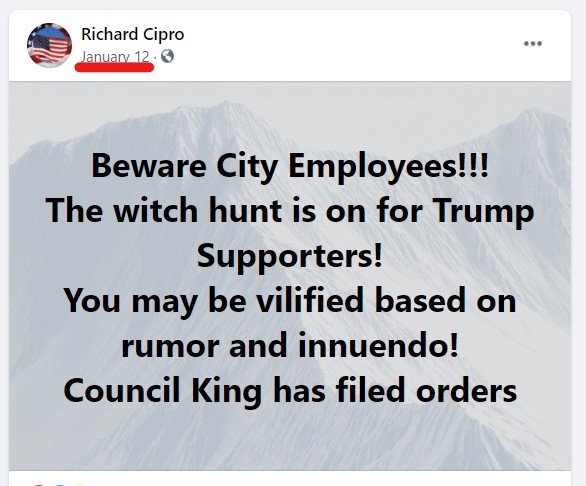 Richard Cipro
January 12 ·
Beware City Employees!!!
The witch hunt is on for Trump
Supporters!
You may be vilified based on
rumor and innuendo!
Council King has filed orders